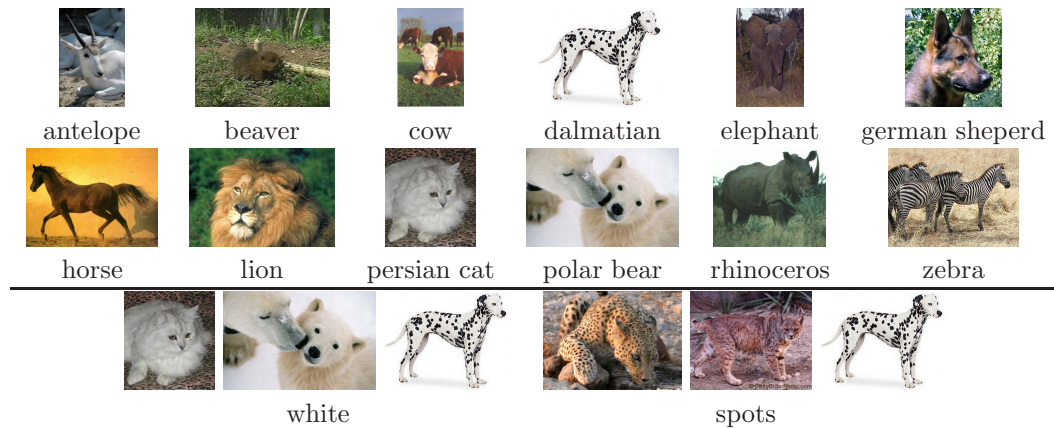 antelope beaver cow dalmatian elephant german sheperd
horse lion persian cat polar bear rhinoceros zebra
white spots